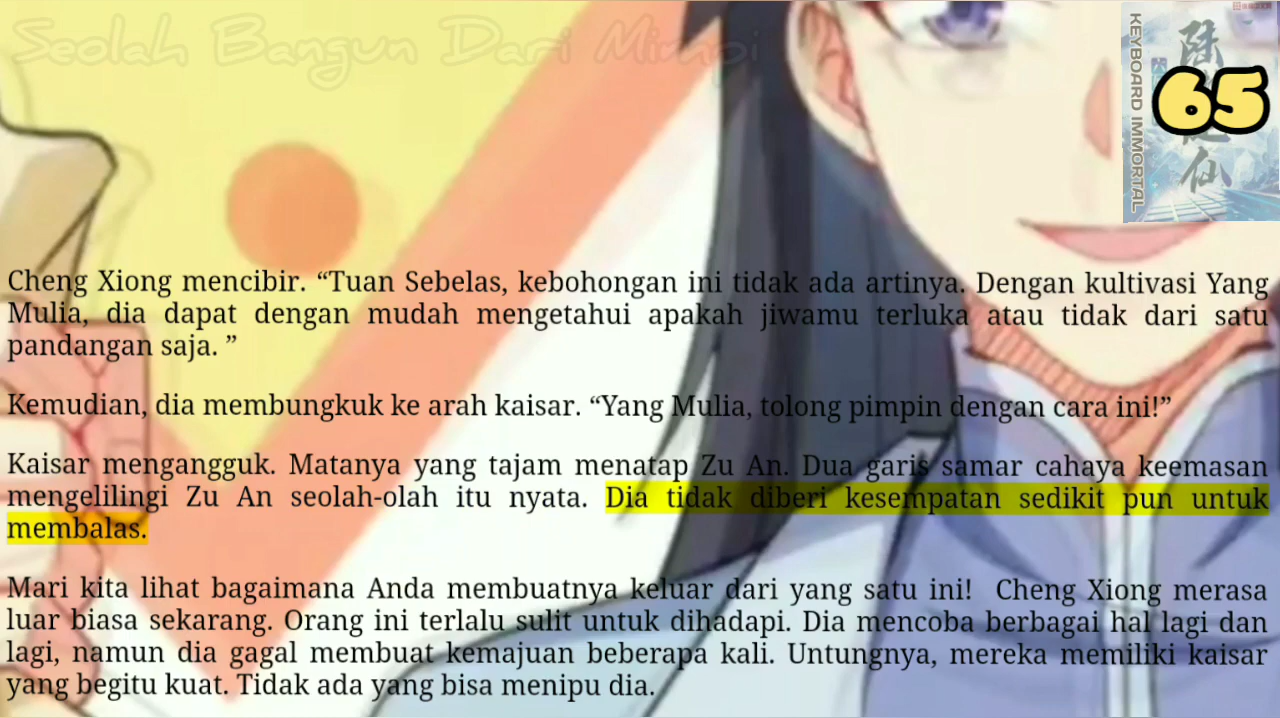 Seolah Bangun Dari Mimpi
KEYBOARD IMMORTAL
65
Cheng Xiong mencibir. “Tuan Sebelas, kebohongan ini tidak ada artinya. Dengan kultivasi Yang
Mulia, dia dapat dengan mudah mengetahui apakah jiwamu terluka atau tidak dari satu
pandangan saja. ”
Kemudian, dia membungkuk ke arah kaisar. “Yang Mulia, tolong pimpin dengan cara ini!”
Kaisar mengangguk. Matanya yang tajam menatap Zu An. Dua garis samar cahaya keemasan
mengelilingi Zu An seolah-olah itu nyata. Dia tidak diberi kesempatan sedikit pun untuk
membalas.
Mari kita lihat bagaimana Anda membuatnya keluar dari yang satu ini!  Cheng Xiong merasa
luar biasa sekarang. Orang ini terlalu sulit untuk dihadapi. Dia mencoba berbagai hal lagi dan
lagi, namun dia gagal membuat kemajuan beberapa kali. Untungnya, mereka memiliki kaisar
yang begitu kuat. Tidak ada yang bisa menipu dia.